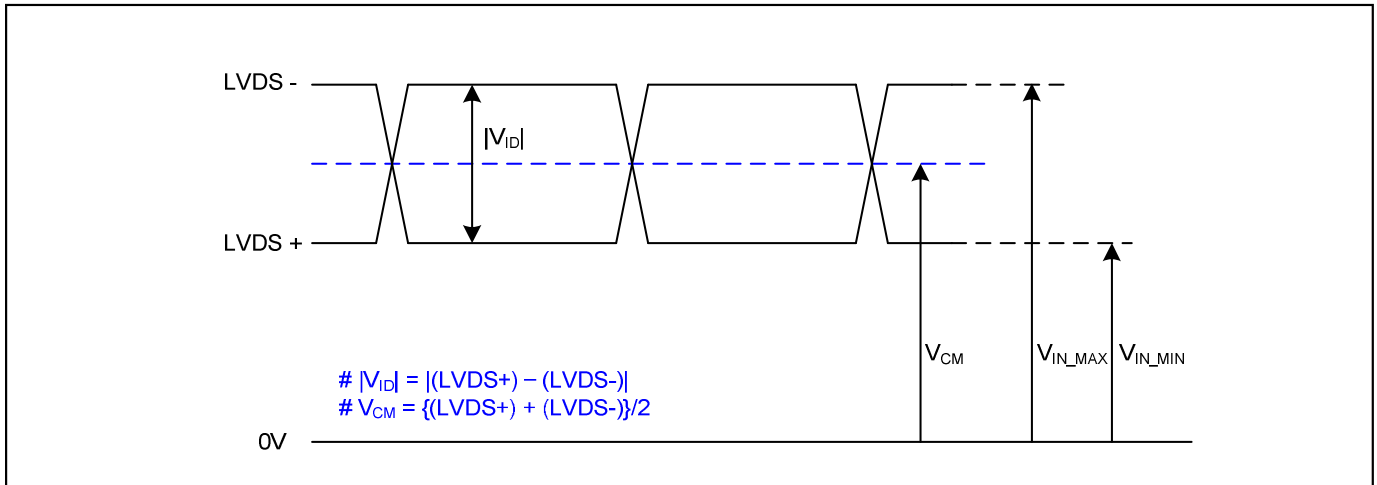 LVDS -
|VID|
LVDS +
VCM
VIN_MAX
VIN_MIN
# |VID| = |(LVDS+) – (LVDS-)|
# VCM = {(LVDS+) + (LVDS-)}/2
0V